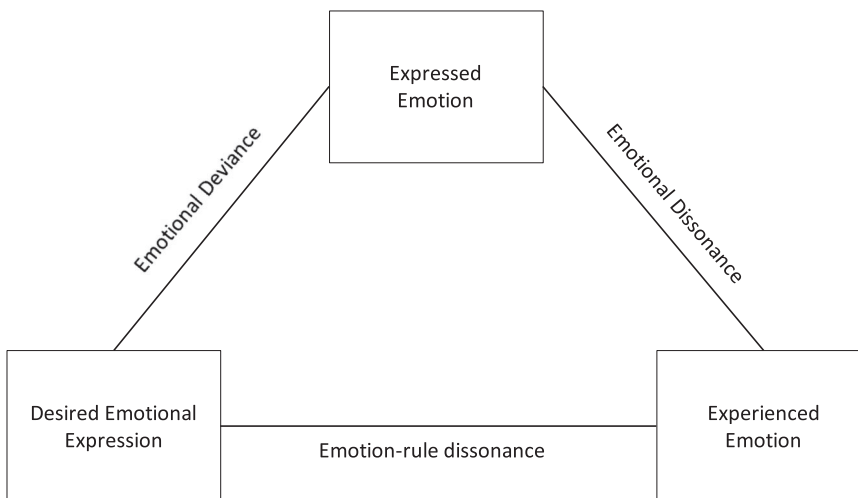 Expressed
Emotion
Emotional Deviance
Emotional Dissonance
Desired Emotional
Expression
Emotion-rule dissonance
Experienced
Emotion